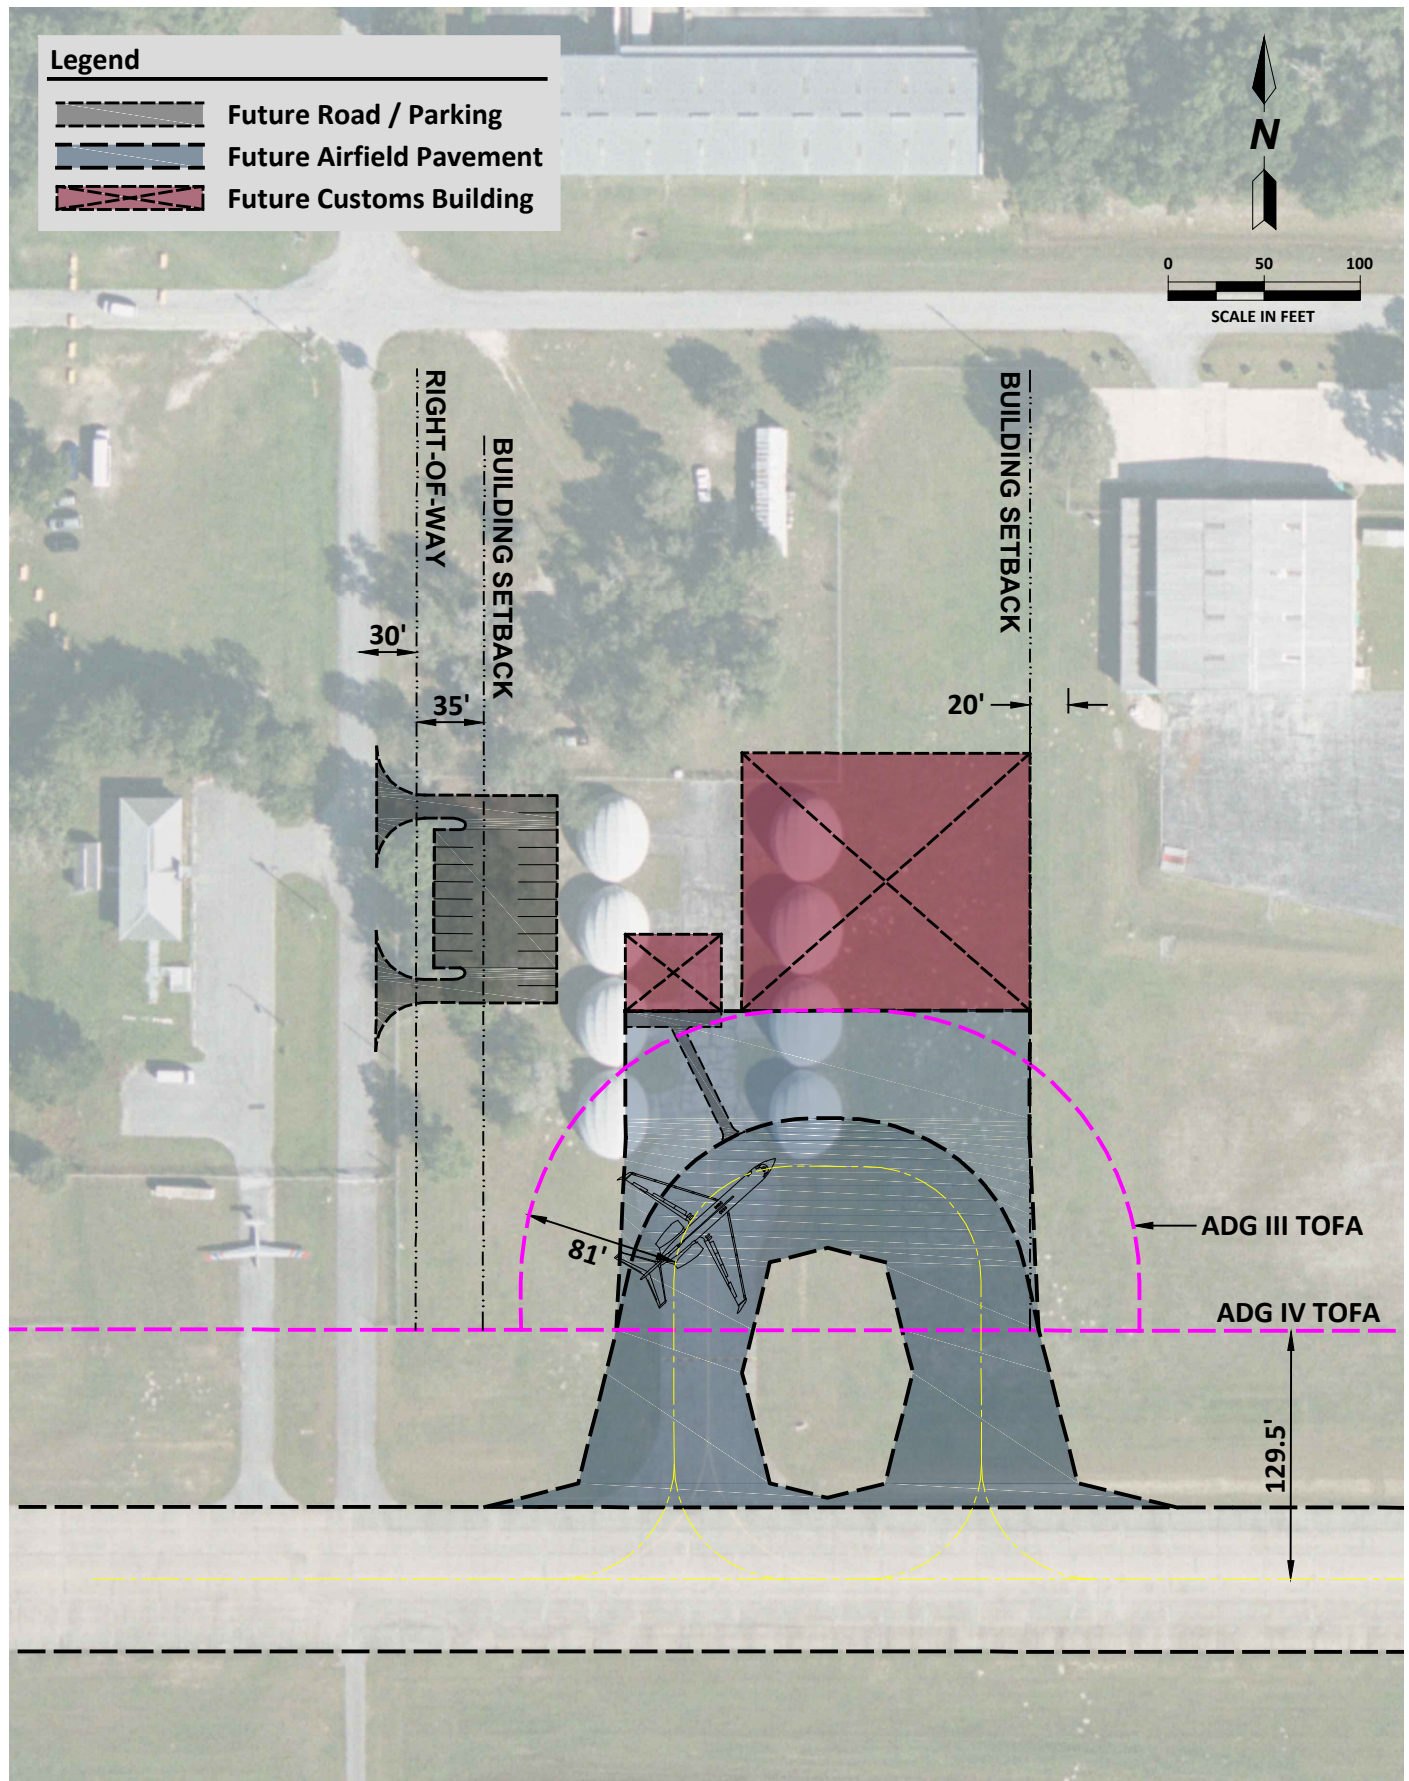 Legend
Future Road / Parking
Future Airfield Pavement
Future Customs Building
N
0 50 100
SCALE IN FEET
RIGHT-OF-WAY
BUILDING SETBACK
BUILDING SETBACK
30'
35'
20'
81'
ADG III TOFA
ADG IV TOFA
129.5'